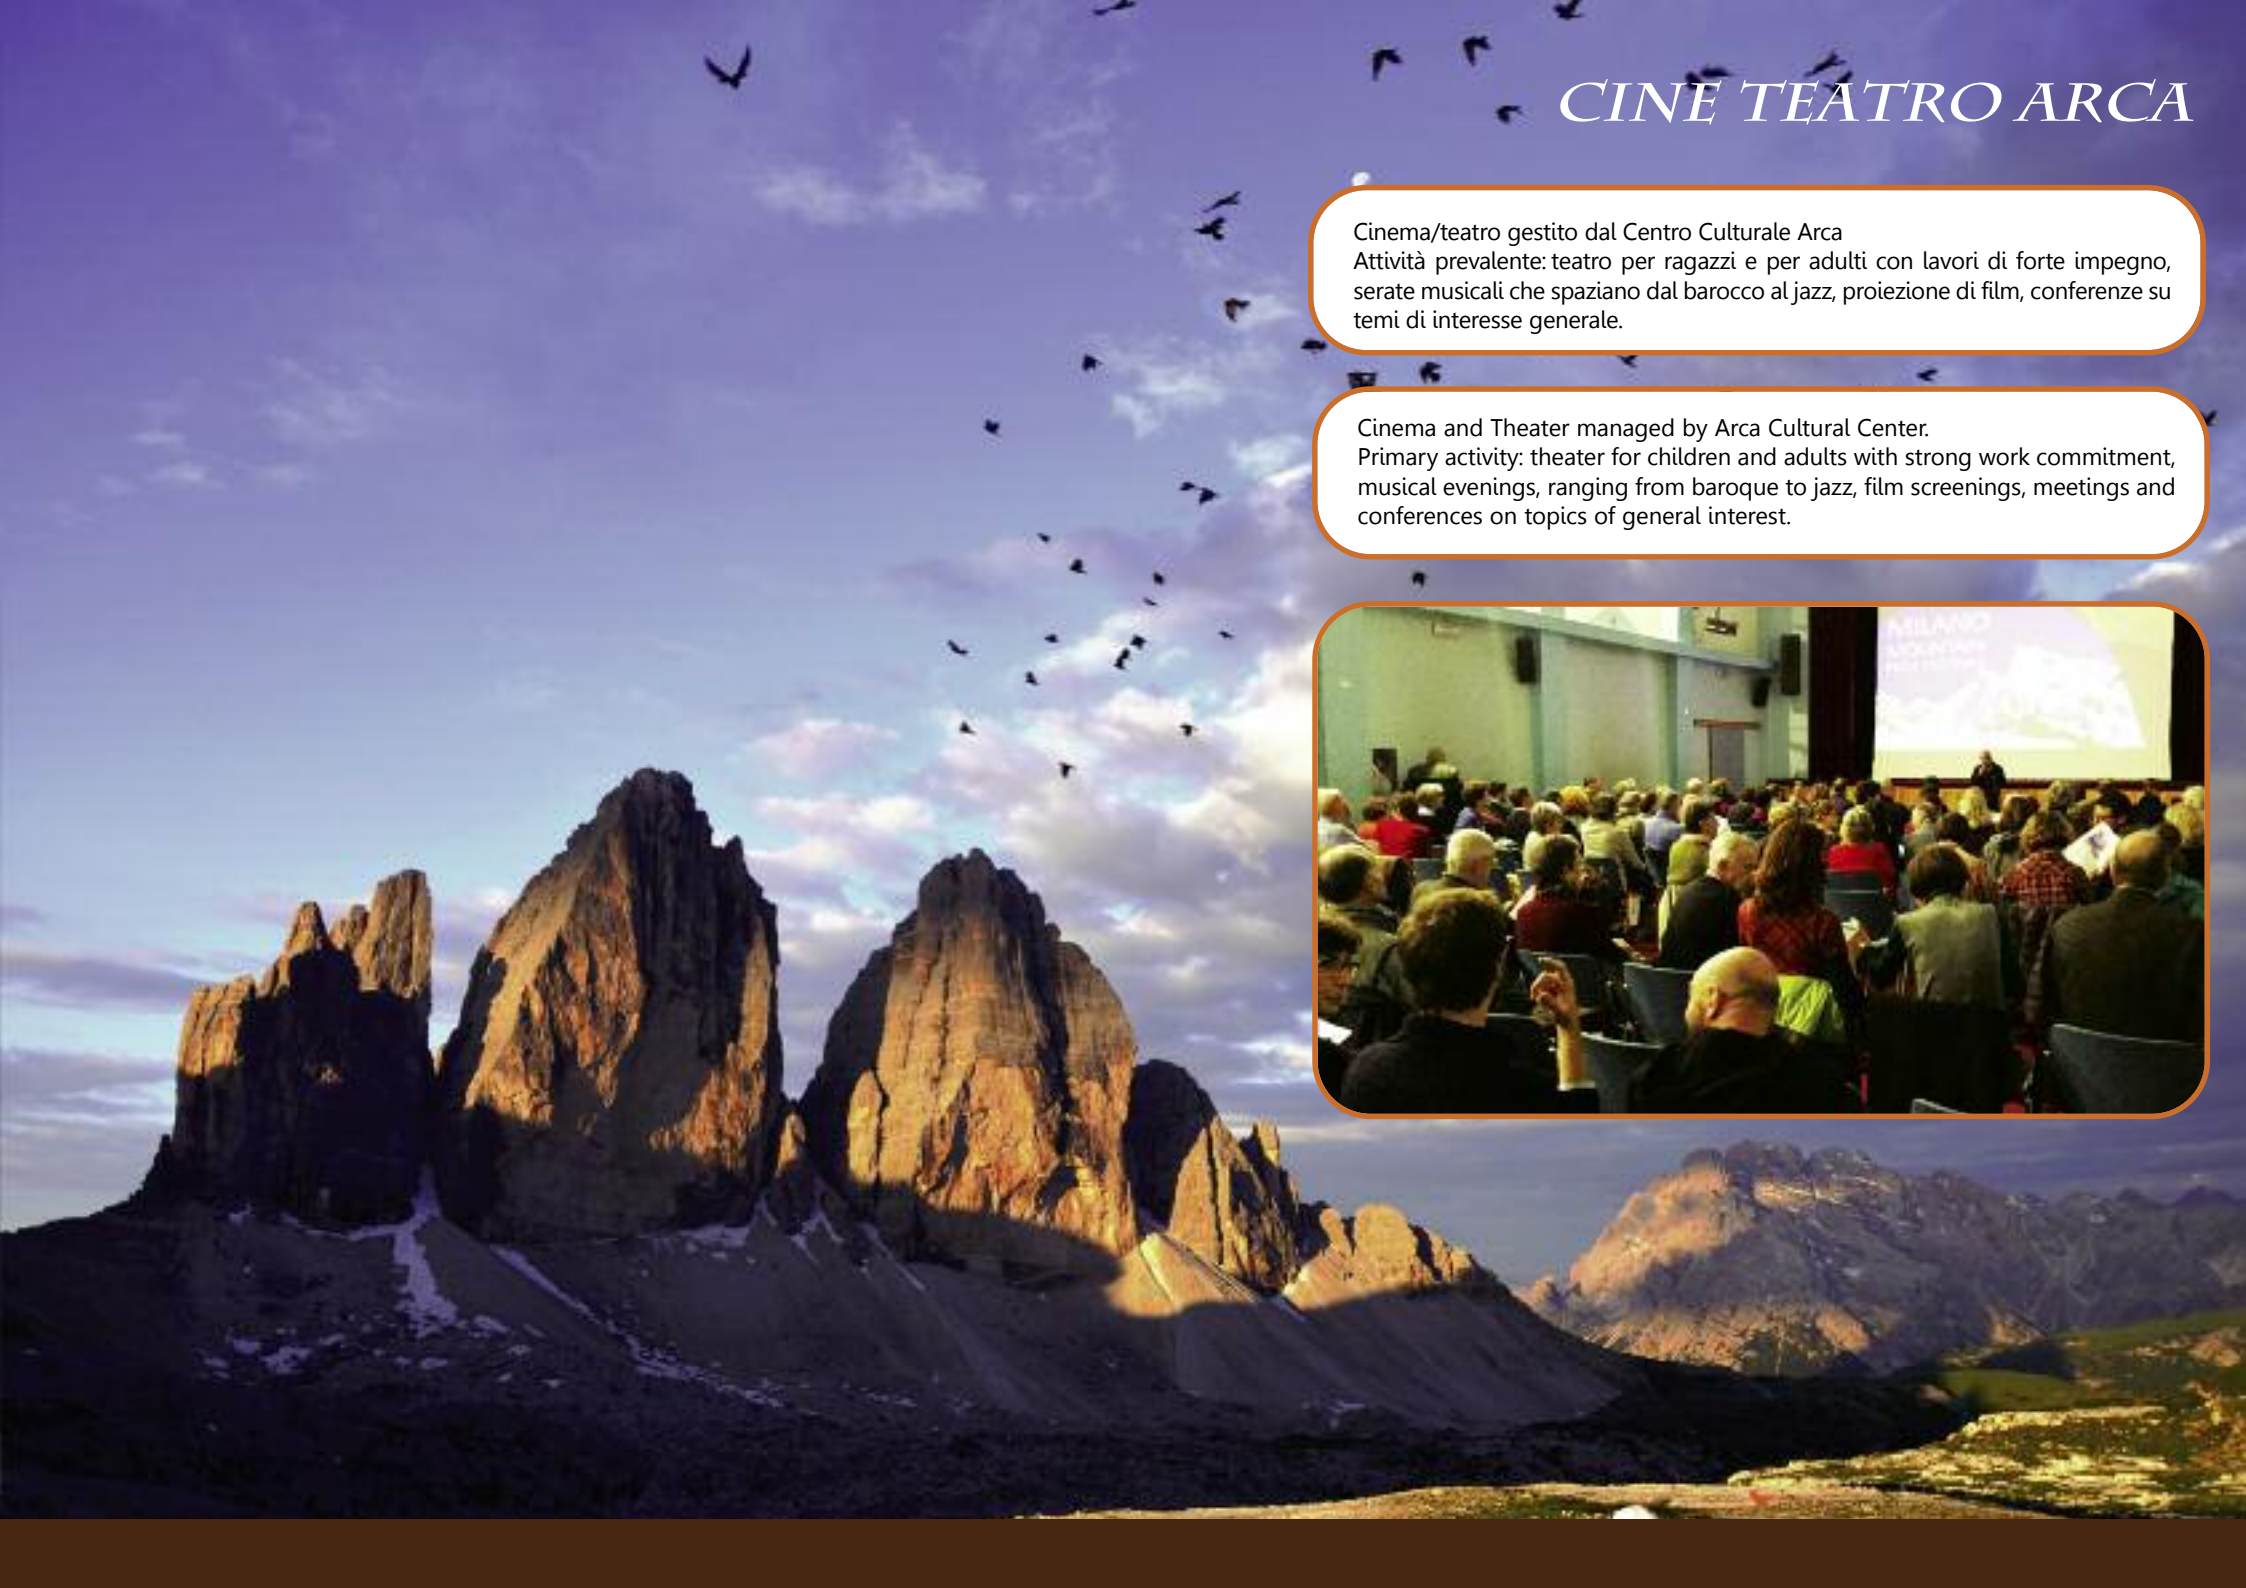 CINE TEATRO ARCA
Cinema/teatro gestito dal Centro Culturale Arca
Attività prevalente: teatro per ragazzi e per adulti con lavori di forte impegno,
serate musicali che spaziano dal barocco al jazz, proiezione di film, conferenze su
temi di interesse generale.
Cinema and Theater managed by Arca Cultural Center.
Primary activity: theater for children and adults with strong work commitment,
musical evenings, ranging from baroque to jazz, film screenings, meetings and
conferences on topics of general interest.
MILANO
MOUNTAIN